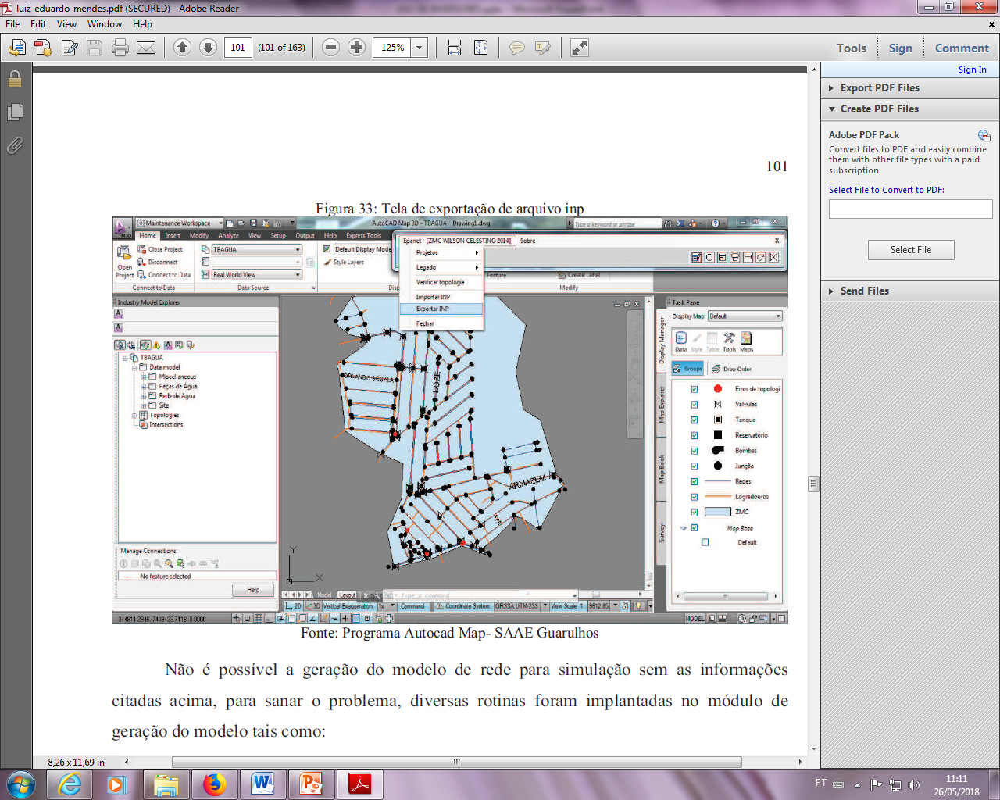 luiz-eduardo-mendes.pdf (SECURED) - Adobe Reader
File Edit View Window Help
101 (101 of 163) 125% Tools Sign Comment
Sign In
Export PDF Files
Create PDF Files
Adobe PDF Pack
Convert files to PDF and easily combine
them with other file types with a paid
subscription.
Select File to Convert to PDF:
Select File
Send Files
101
Figura 33: Tela de exportação de arquivo inp
Maintenance Workspace AutoCAD Map 3D - TBAGUA Drawing1.dwg Type a keyword or phrase
Home Insert Modify Analyze View Setup Output Help Express Tools
Epanet - [ZMC WILSON CELESTINO 2014] Sobre X
Open
Project
Close Project
Disconnect
Connect to Data
Connect to Data
TBAGUA
Real World View
Data Source
Default Display Mode
Style Layers
Feature
Create Label
Modify
Projetos
Legado
Verificar topologia
Importar INP
Exportar INP
Fechar
Industry Model Explorer
TBAGUA
Data model
Miscellaneous
Peças de Água
Rede de Água
Site
Topologies
Intersections
Manage Connections:
No feature selected
Help
ORLANDO SEGALA
DOZE
ARMAZEM
Y
X
Model Layout
Type a command
2D 3D Vertical Exaggeration: 1x Command Coordinate System: GRSSA.UTM-23S View Scale 1 : 9612.85
344811.2946, 7409423.7118, 0.0000
MODEL
Display Manager
Map Explorer
Map Book
Survey
Task Pane
Display Map: Default
Data Style Table Tools Maps
Groups Draw Order
Erros de topologi
Valvulas
Tanque
Reservatório
Bombas
Junção
Redes
Logradouros
ZMC
Map Base
Default
Fonte: Programa Autocad Map- SAAE Guarulhos
Não é possível a geração do modelo de rede para simulação sem as informações
citadas acima, para sanar o problema, diversas rotinas foram implantadas no módulo de
geração do modelo tais como:
8,26 x 11,69 in
PT
11:11
26/05/2018